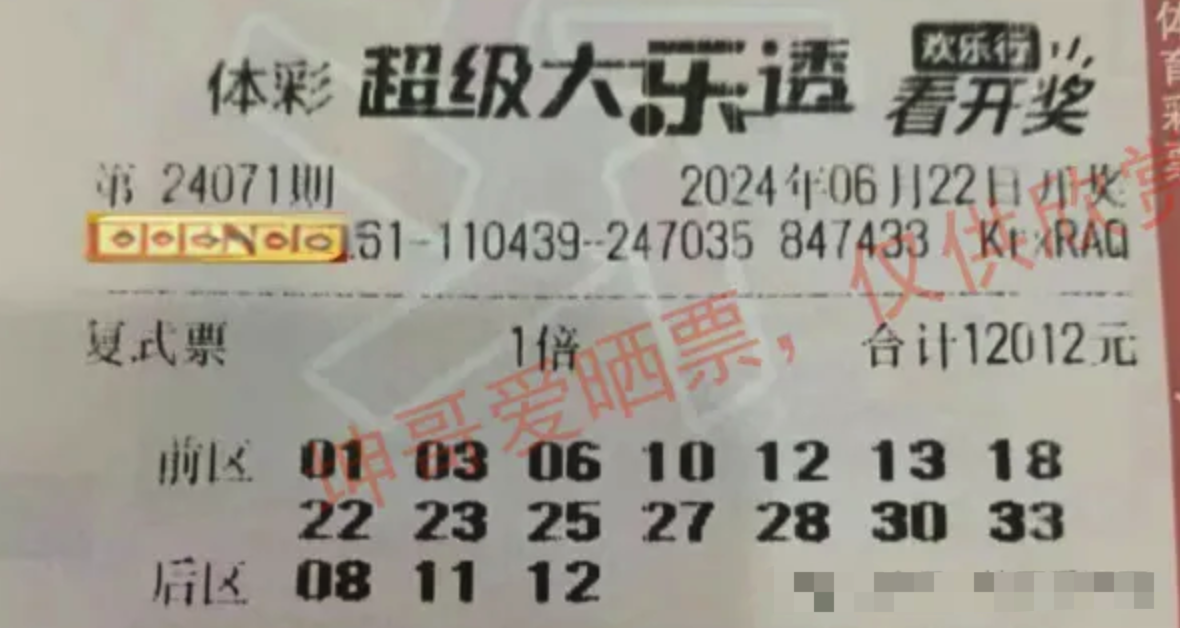 体彩 超级大乐透 欢乐行 看开奖
第 24071期 2024年06月22日开奖
61-110439-247035 847433
复式票 1倍 合计12012元
坤哥爱晒票，仅供欣赏
前区 01 03 06 10 12 13 18
22 23 25 27 28 30 33
后区 08 11 12
体育彩